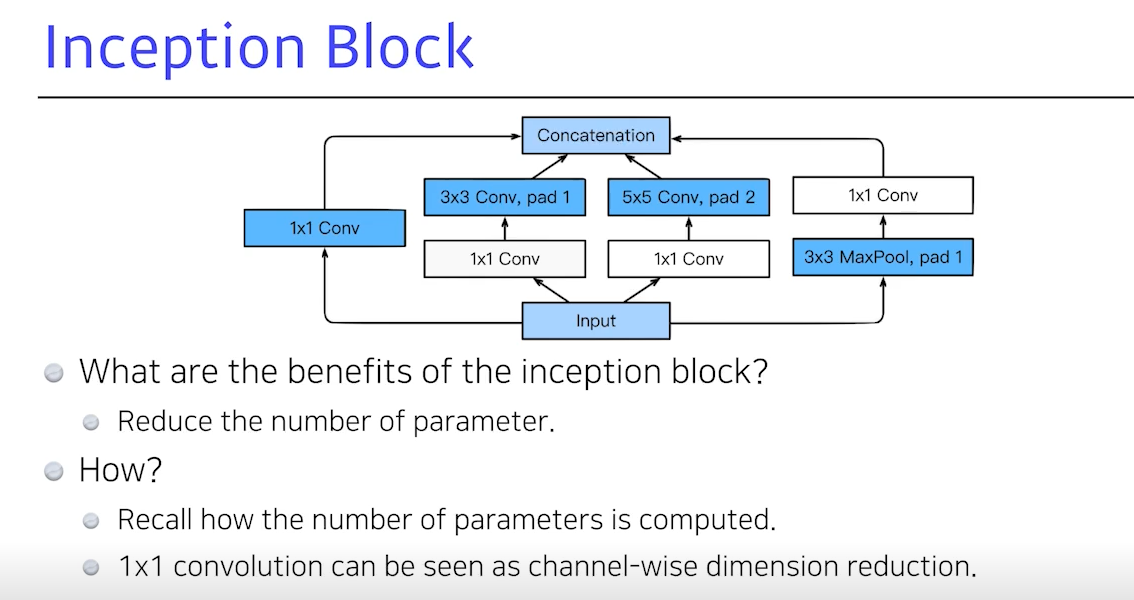 Inception Block
Concatenation
3x3 Conv, pad 1
5x5 Conv, pad 2
1x1 Conv
1x1 Conv
1x1 Conv
1x1 Conv
3x3 MaxPool, pad 1
Input
What are the benefits of the inception block?
Reduce the number of parameter.
How?
Recall how the number of parameters is computed.
1x1 convolution can be seen as channel-wise dimension reduction.